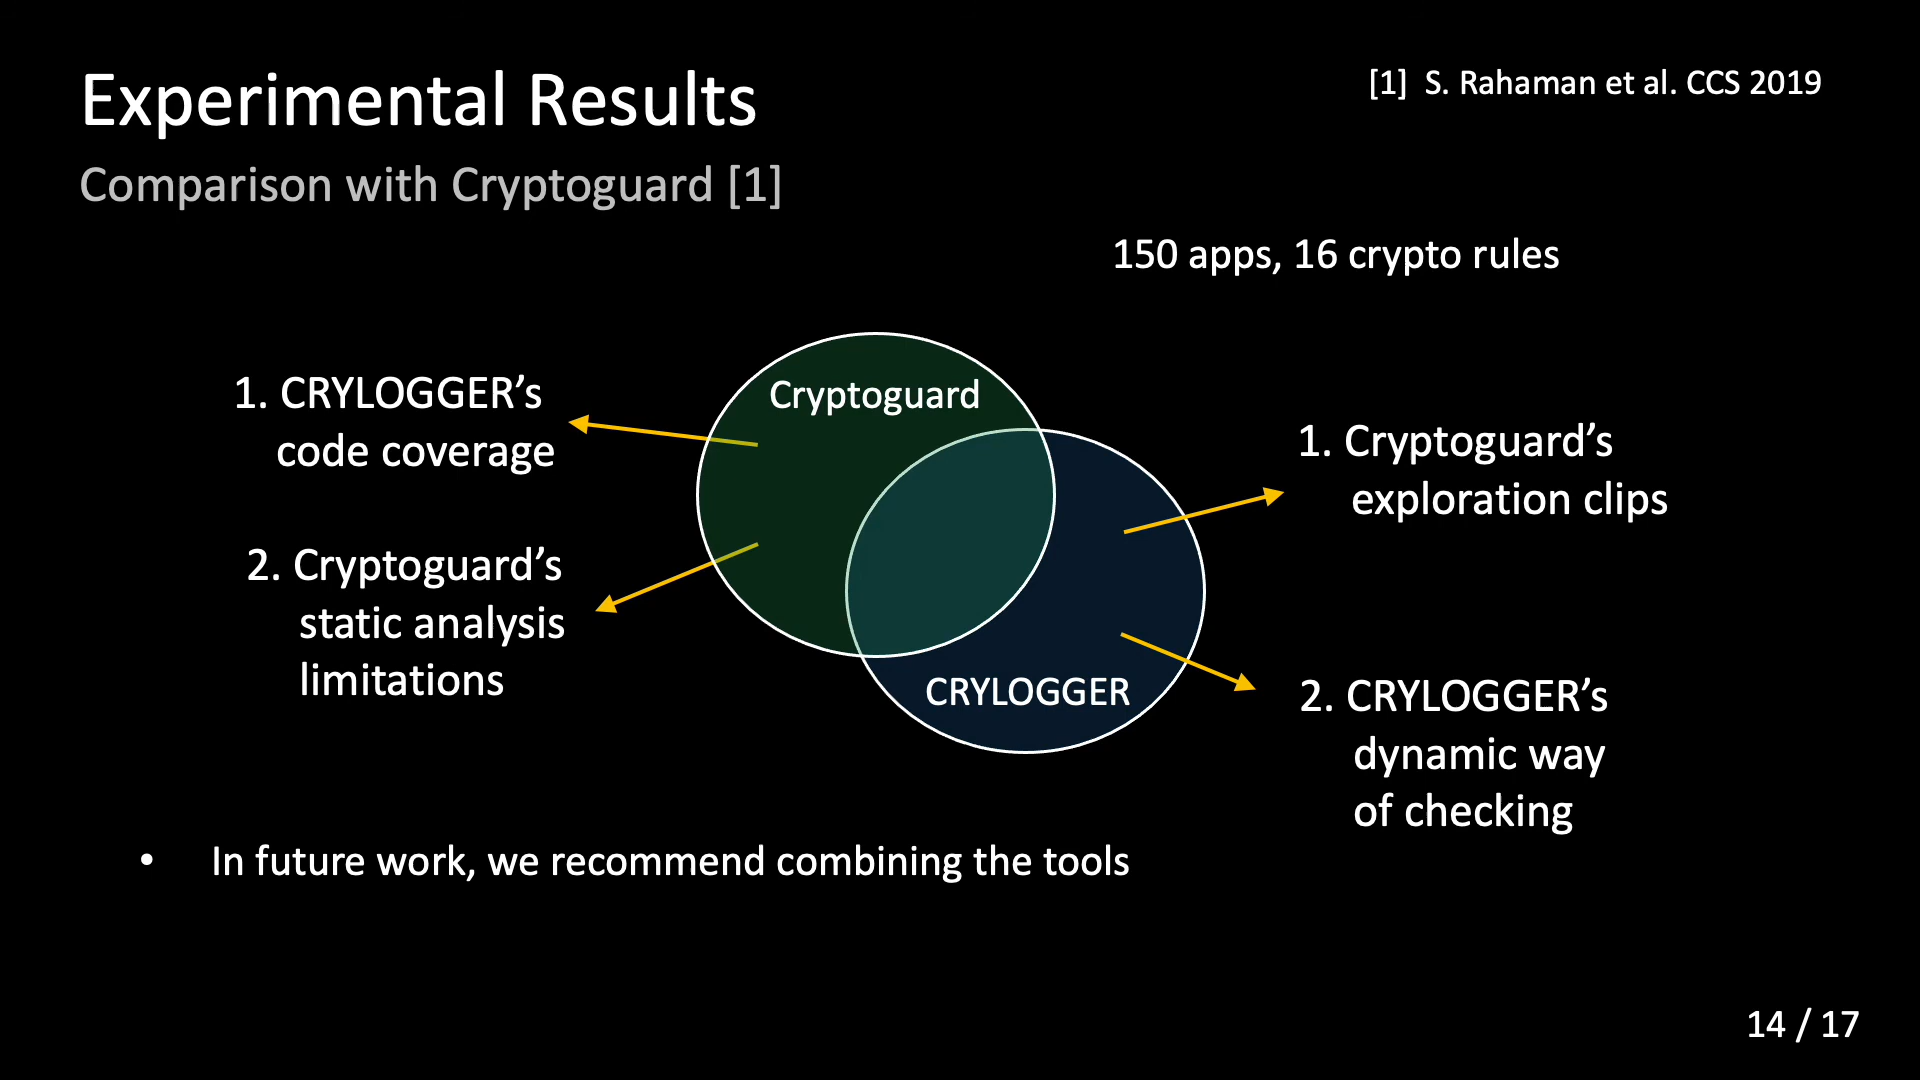 Experimental Results
[1] S. Rahaman et al. CCS 2019
Comparison with Cryptoguard [1]
150 apps, 16 crypto rules
1. CRYLOGGER’s
code coverage
2. Cryptoguard’s
static analysis
limitations
Cryptoguard
CRYLOGGER
1. Cryptoguard’s
exploration clips
2. CRYLOGGER’s
dynamic way
of checking
• In future work, we recommend combining the tools
14 / 17